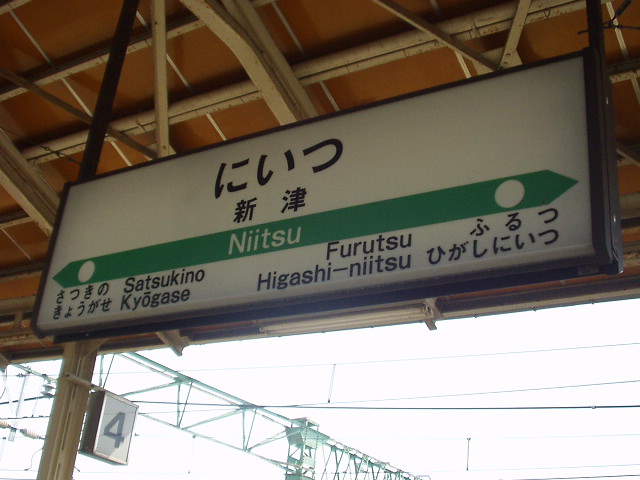 にいつ
新津
Niitsu
さつきの Satsukino
きょうがせ Kyōgase
Furutsu ふるつ
Higashi-niitsu ひがしにいつ
4